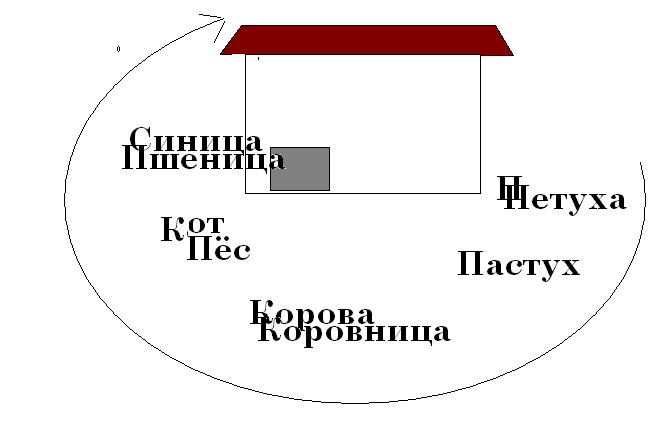 Синица
Пшеница
П
Петуха
Кот
Пёс
Пастух
Корова
Коровница